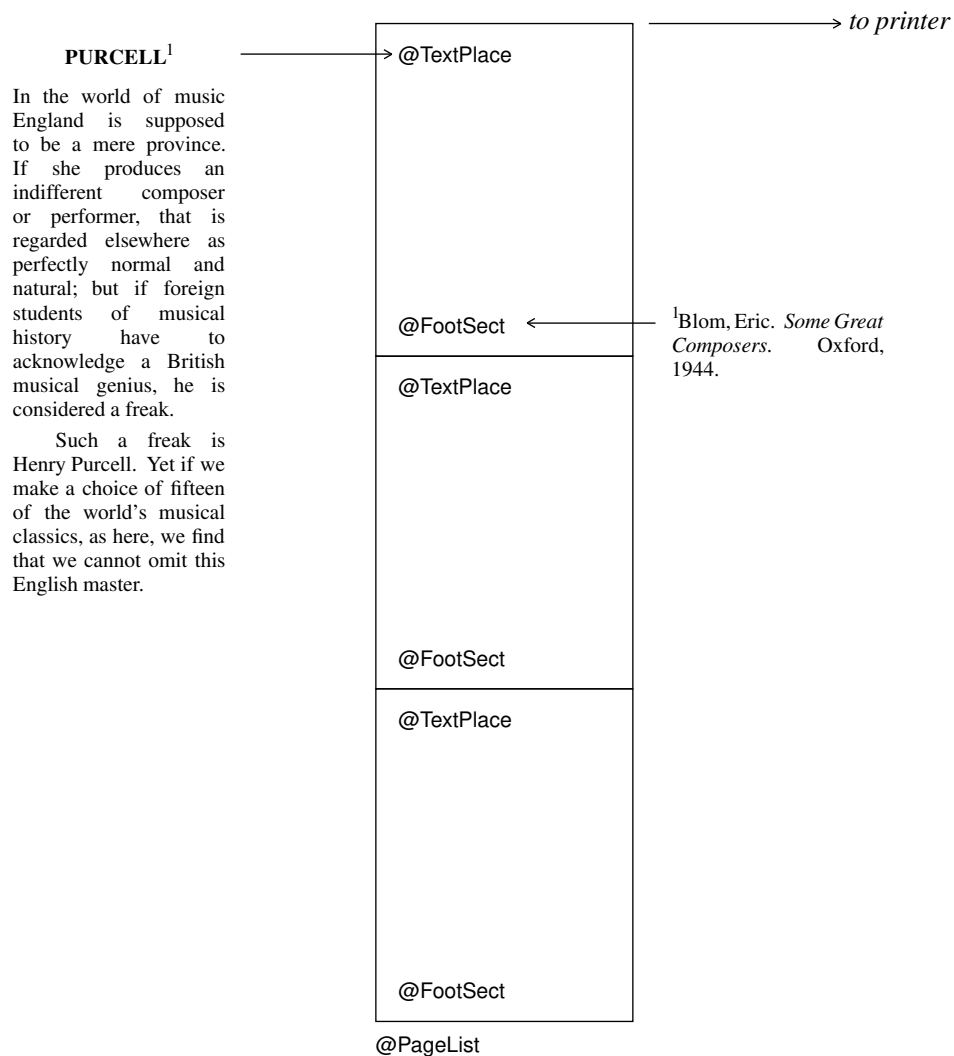 to printer
PURCELL1
In the world of music
England is supposed
to be a mere province.
If she produces an
indifferent composer
or performer, that is
regarded elsewhere as
perfectly normal and
natural; but if foreign
students of musical
history have to
acknowledge a British
musical genius, he is
considered a freak.
Such a freak is
Henry Purcell. Yet if we
make a choice of fifteen
of the world's musical
classics, as here, we find
that we cannot omit this
English master.
@TextPlace
@FootSect
1Blom, Eric. Some Great
Composers. Oxford,
1944.
@TextPlace
@FootSect
@TextPlace
@FootSect
@PageList